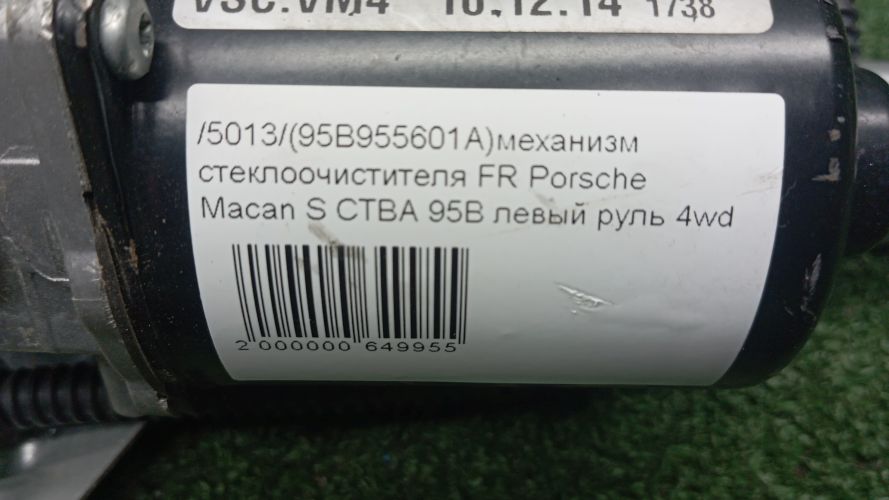 VSC.VM4 16.12.14 1738
/5013/(95B955601A)механизм
стеклоочистителя FR Porsche
Macan S CTBA 95B левый руль 4wd
2 000000 649955